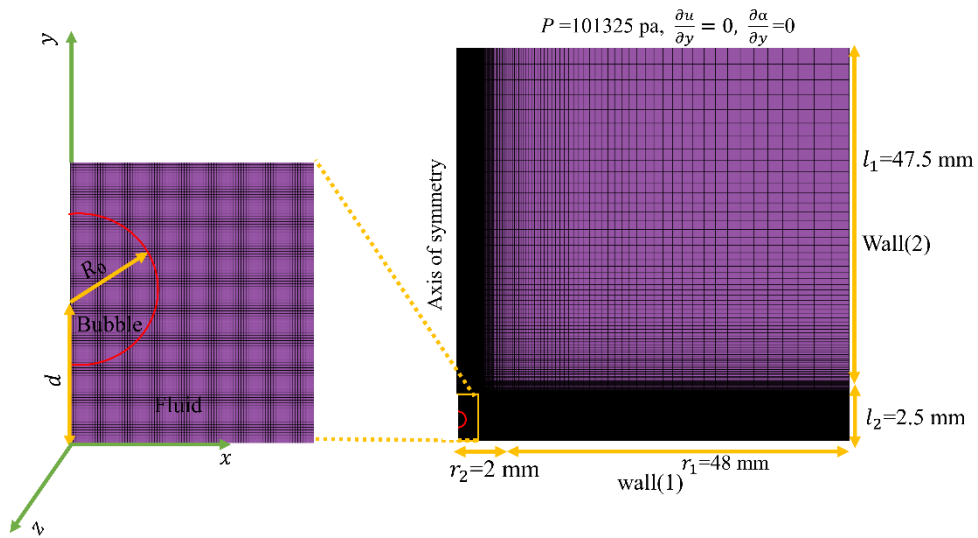 P =101325 pa, ∂u/∂y = 0, ∂α/∂y =0
y
Axis of symmetry
l₁=47.5 mm
Wall(2)
R₀
Bubble
d
Fluid
l₂=2.5 mm
x
r₂=2 mm
r₁=48 mm
wall(1)
z